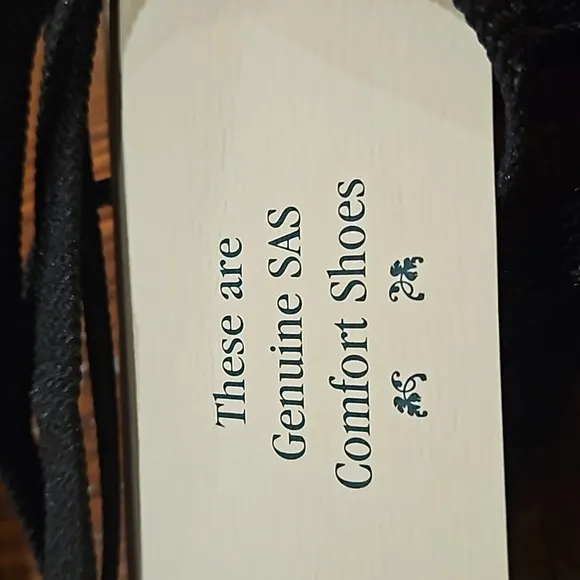 These are
Genuine SAS
Comfort Shoes